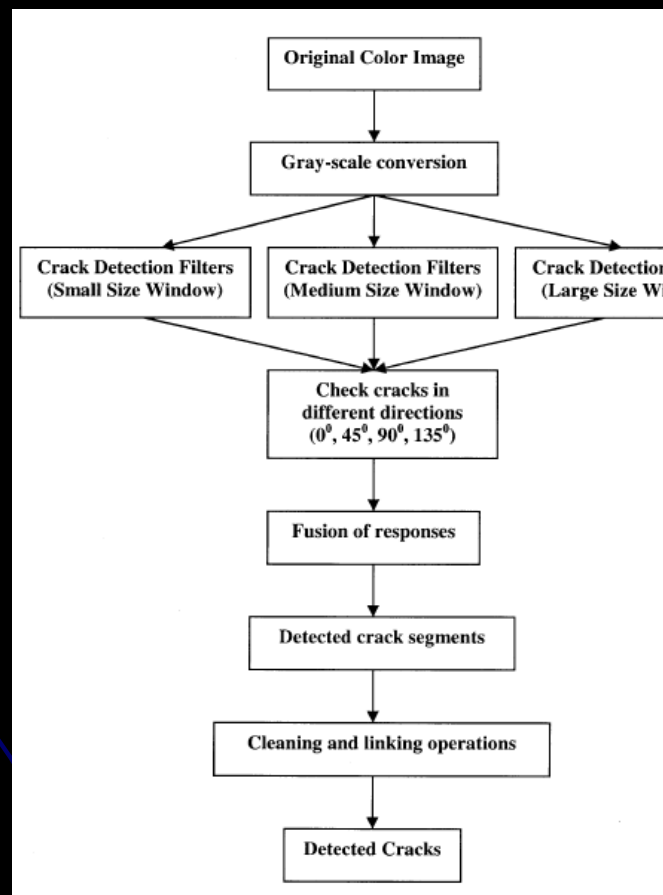 Original Color Image
Gray-scale conversion
Crack Detection Filters
(Small Size Window)
Crack Detection Filters
(Medium Size Window)
Crack Detection
(Large Size
Check cracks in
different directions
(0⁰, 45⁰, 90⁰, 135⁰)
Fusion of responses
Detected crack segments
Cleaning and linking operations
Detected Cracks